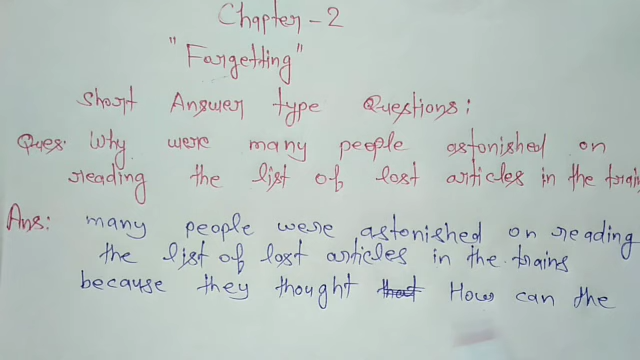 Chapter - 2
"Fargetting"
Short Answer type Questions:
Ques. Why were many people astonished on
reading the list of lost articles in the train
Ans: many people were astonished on reading
the list of lost articles in the trains
because they thought How can the